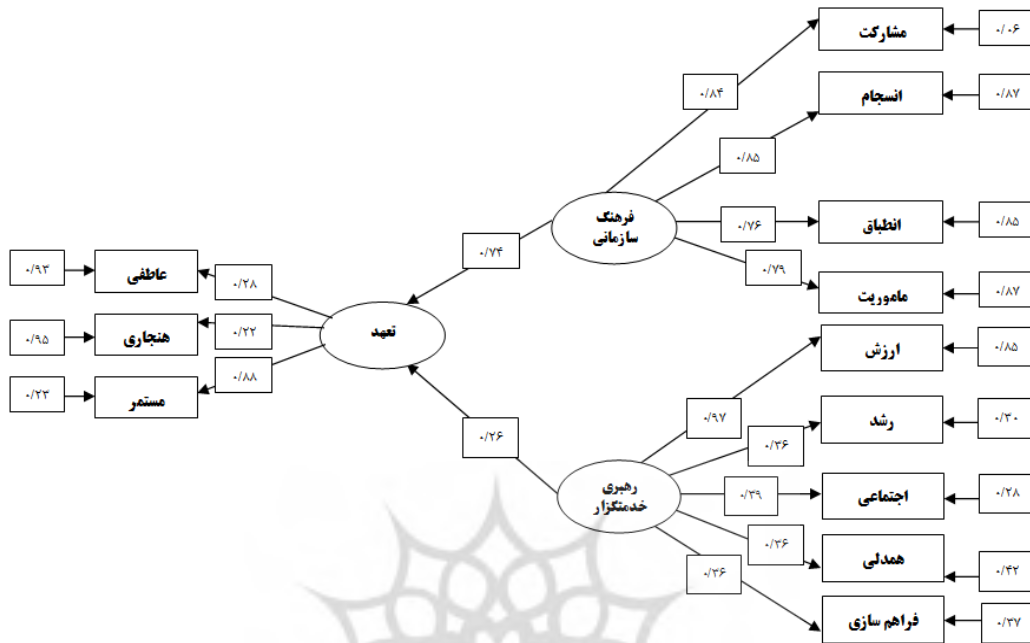 مشارکت
۰/۰۶
۰/۸۴
انسجام
۰/۸۷
۰/۸۵
فرهنگ
سازمانی
انطباق
۰/۸۵
۰/۷۶
ماموریت
۰/۸۷
۰/۷۹
۰/۷۴
تعهد
عاطفی
۰/۹۳
۰/۲۸
هنجاری
۰/۹۵
۰/۲۲
مستمر
۰/۲۳
۰/۸۸
۰/۲۶
رهبری
خدمتگزار
ارزش
۰/۸۵
۰/۹۷
رشد
۰/۳۰
۰/۳۶
اجتماعی
۰/۲۸
۰/۳۹
همدلی
۰/۴۲
۰/۳۶
فراهم سازی
۰/۳۷
۰/۳۶